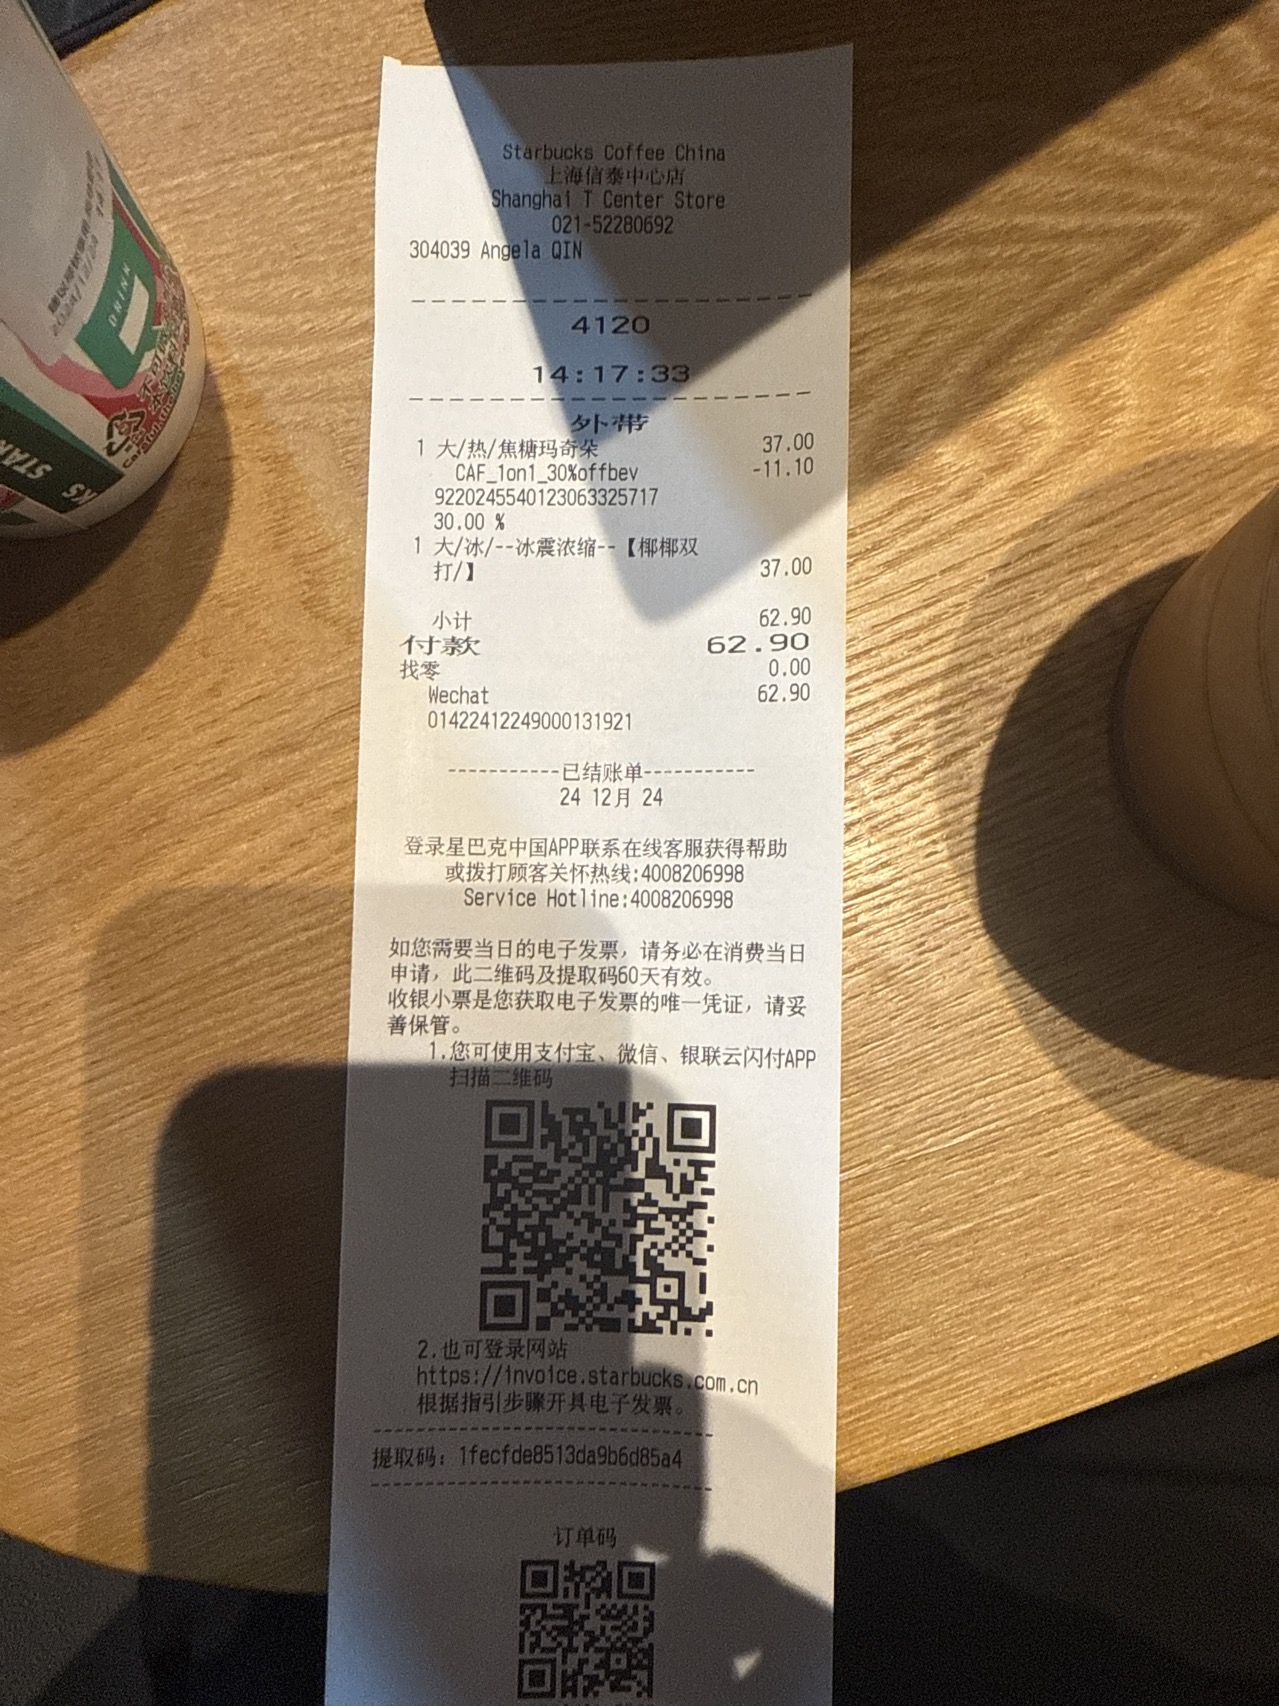 Starbucks Coffee China
上海信泰中心店
Shanghai T Center Store
021-52280692
304039 Angela QIN
4120
14:17:33
外带
1 大/热/焦糖玛奇朵 37.00
CAF_1on1_30%offbev -11.10
9220245540123063325717
30.00 %
1 大/冰/--冰震浓缩--【椰椰双
打/】 37.00
小计 62.90
付款 62.90
找零 0.00
Wechat 62.90
01422412249000131921
-----------已结账单-----------
24 12月 24
登录星巴克中国APP联系在线客服获得帮助
或拨打顾客关怀热线:4008206998
Service Hotline:4008206998
如您需要当日的电子发票，请务必在消费当日
申请，此二维码及提取码60天有效。
收银小票是您获取电子发票的唯一凭证，请妥
善保管。
1.您可使用支付宝、微信、银联云闪付APP
扫描二维码
2.也可登录网站
https://invoice.starbucks.com.cn
根据指引步骤开具电子发票。
提取码：1fecfde8513da9b6d85a4
订单码
DRINK